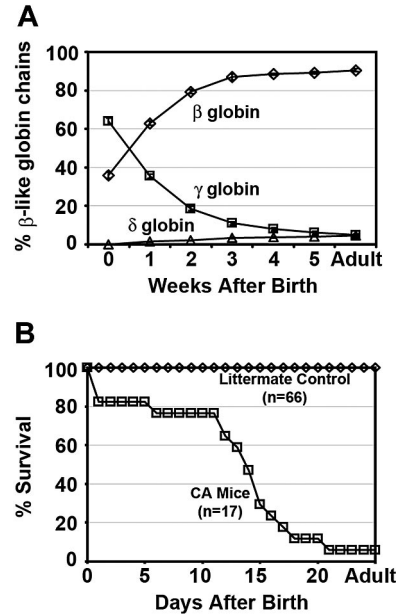 A
% β-like globin chains
100
80
60
40
20
0
β globin
γ globin
δ globin
0 1 2 3 4 5 Adult
Weeks After Birth
B
% Survival
100
80
60
40
20
0
Littermate Control
(n=66)
CA Mice
(n=17)
0 5 10 15 20 Adult
Days After Birth